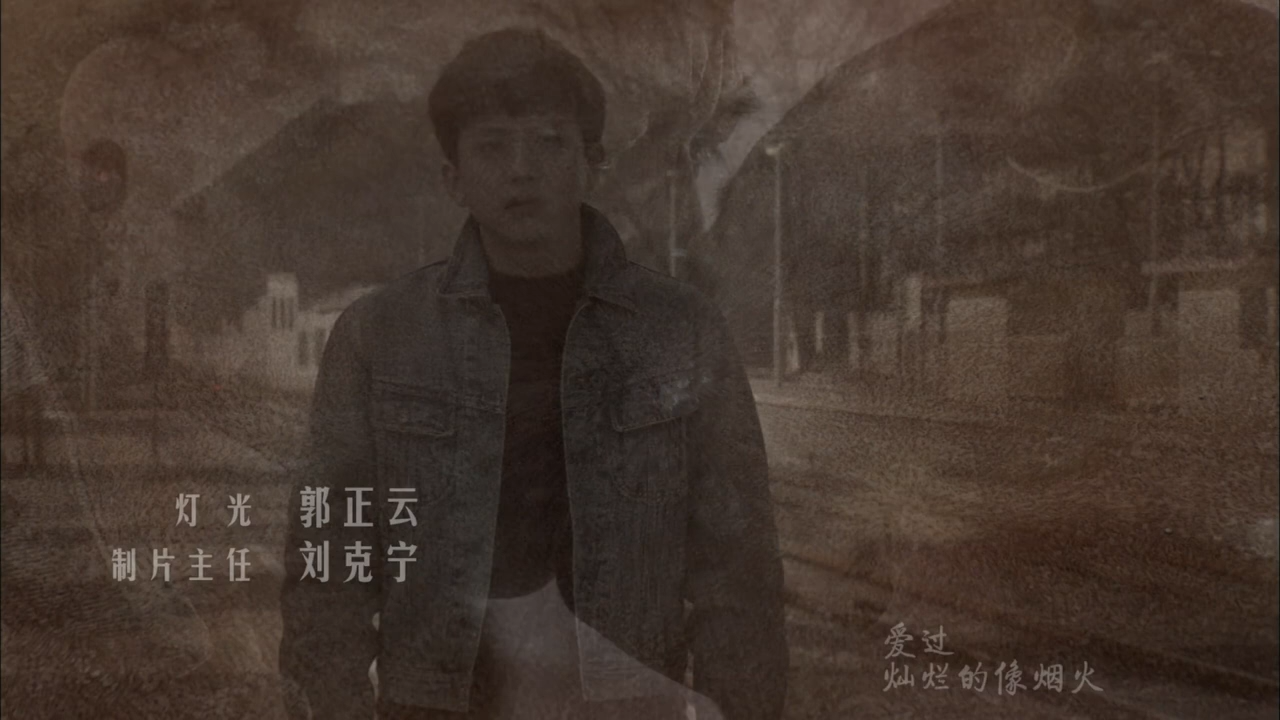 灯光 郭正云
制片主任 刘克宁
爱过
灿烂的像烟火